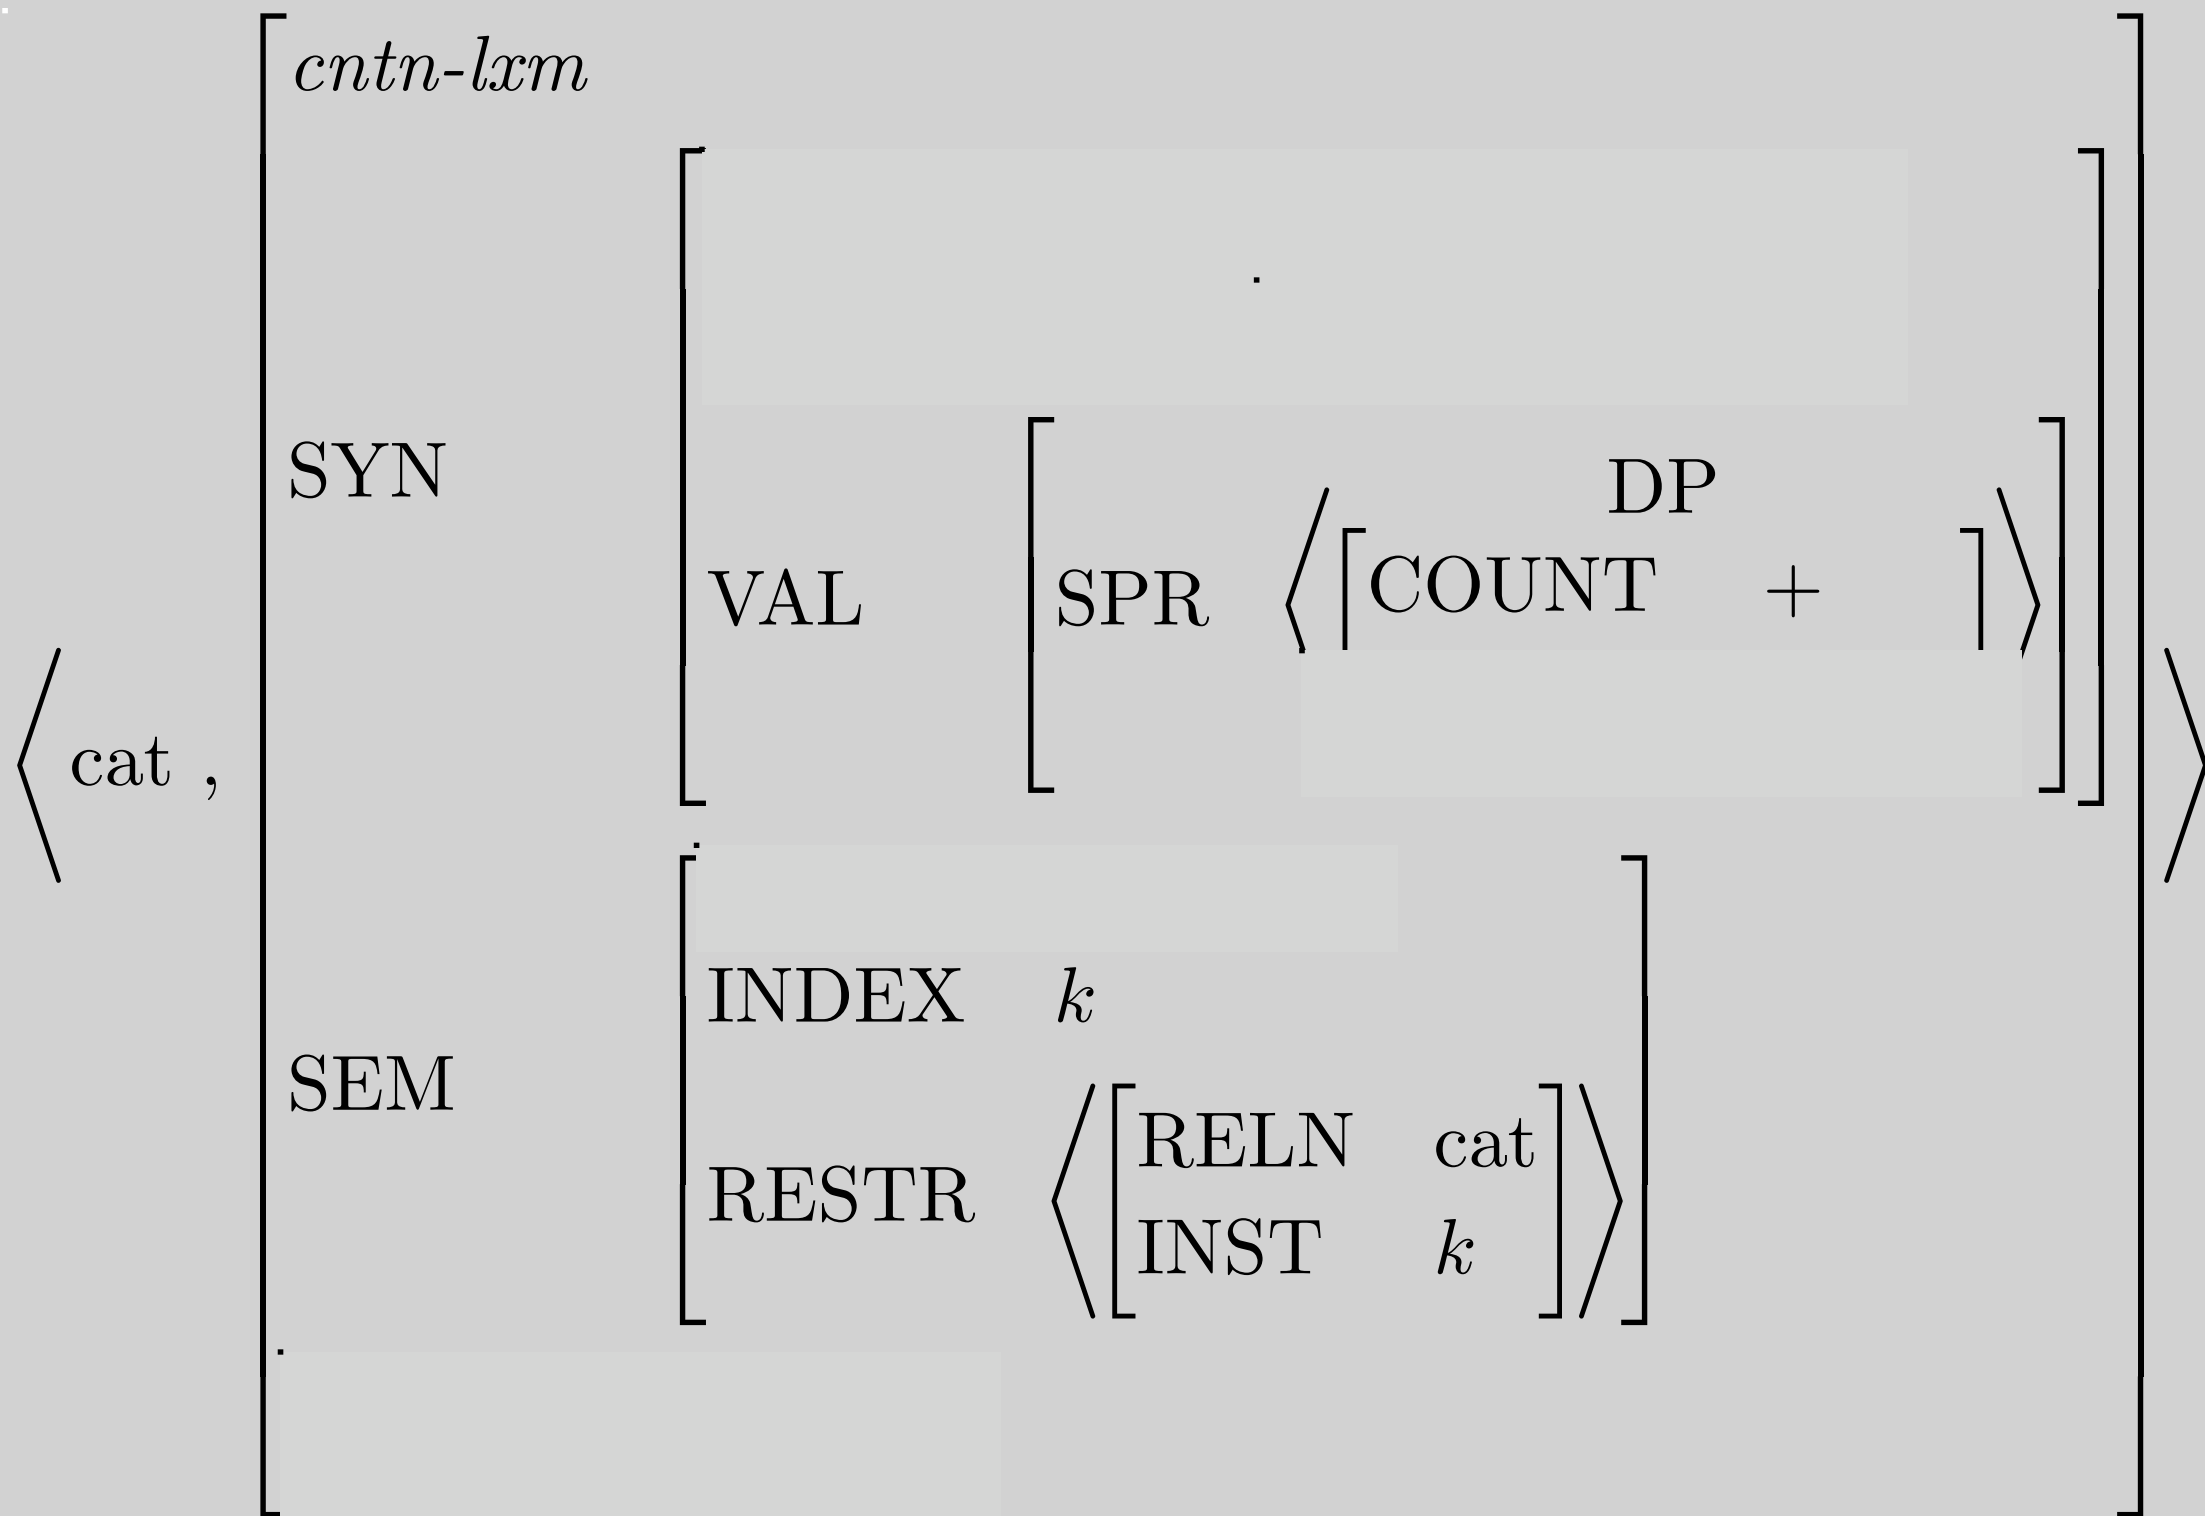 cntn-lxm
SYN
DP
VAL [SPR ⟨[COUNT +]⟩]
⟨cat ,
INDEX k
SEM
RELN cat
RESTR
INST k